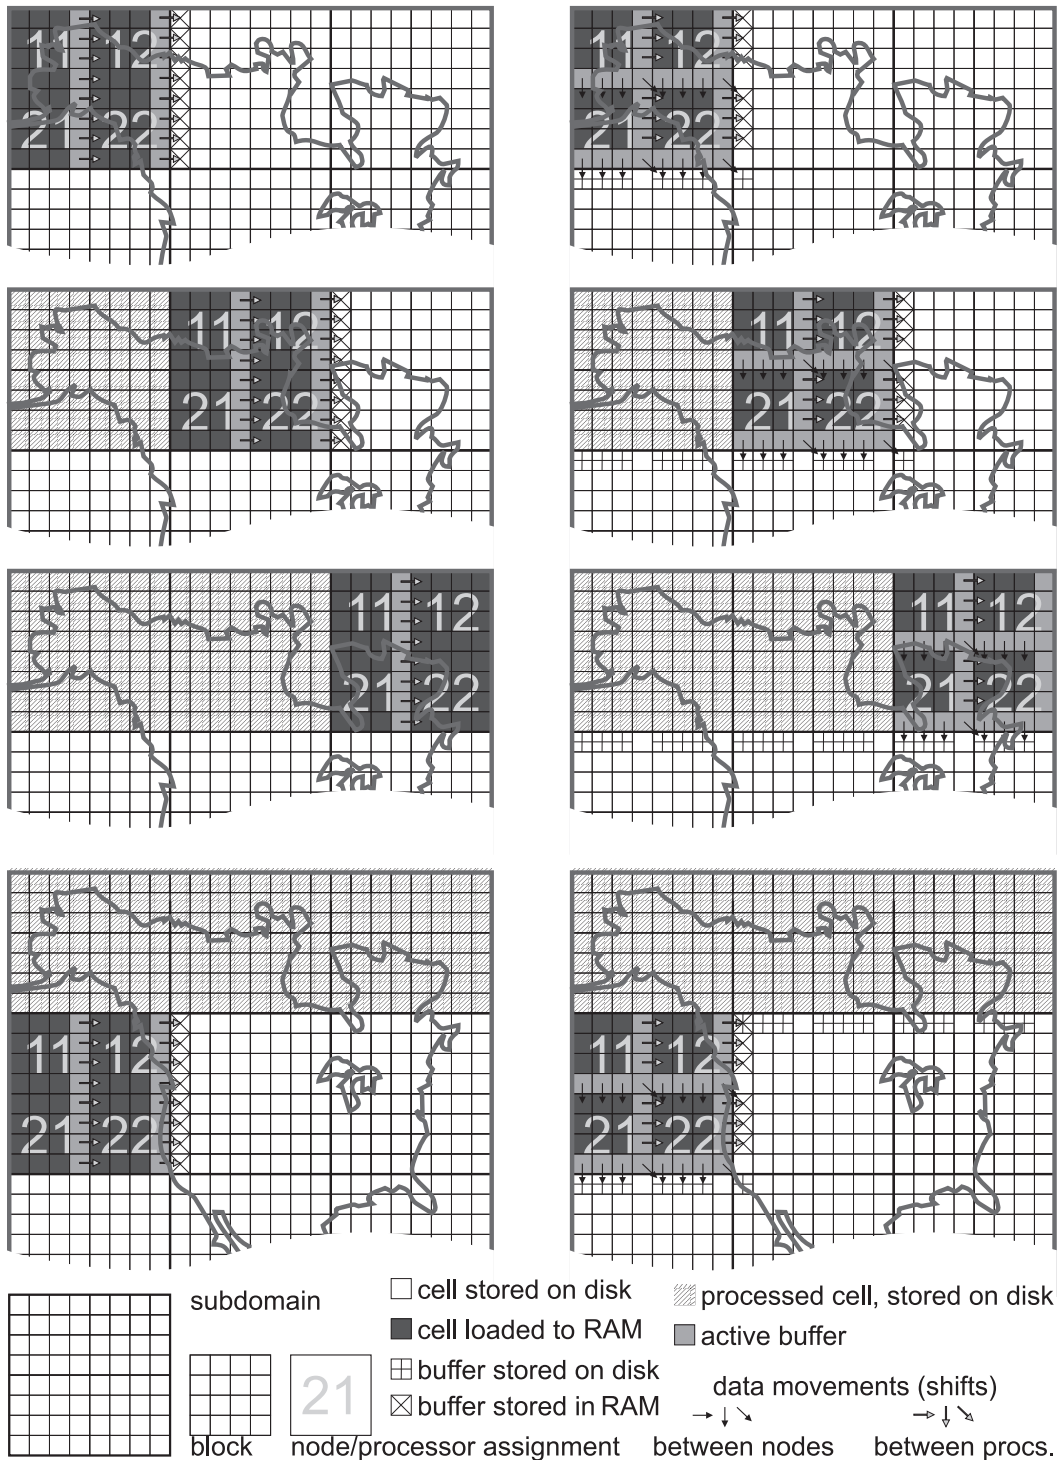 11 12
21 22
11 12
21 22
11 12
21 22
11 12
21 22
11 12
21 22
11 12
21 22
11 12
21 22
11 12
21 22
subdomain
cell stored on disk
processed cell, stored on disk
cell loaded to RAM
active buffer
buffer stored on disk
21
data movements (shifts)
buffer stored in RAM
block
node/processor assignment
between nodes
between procs.